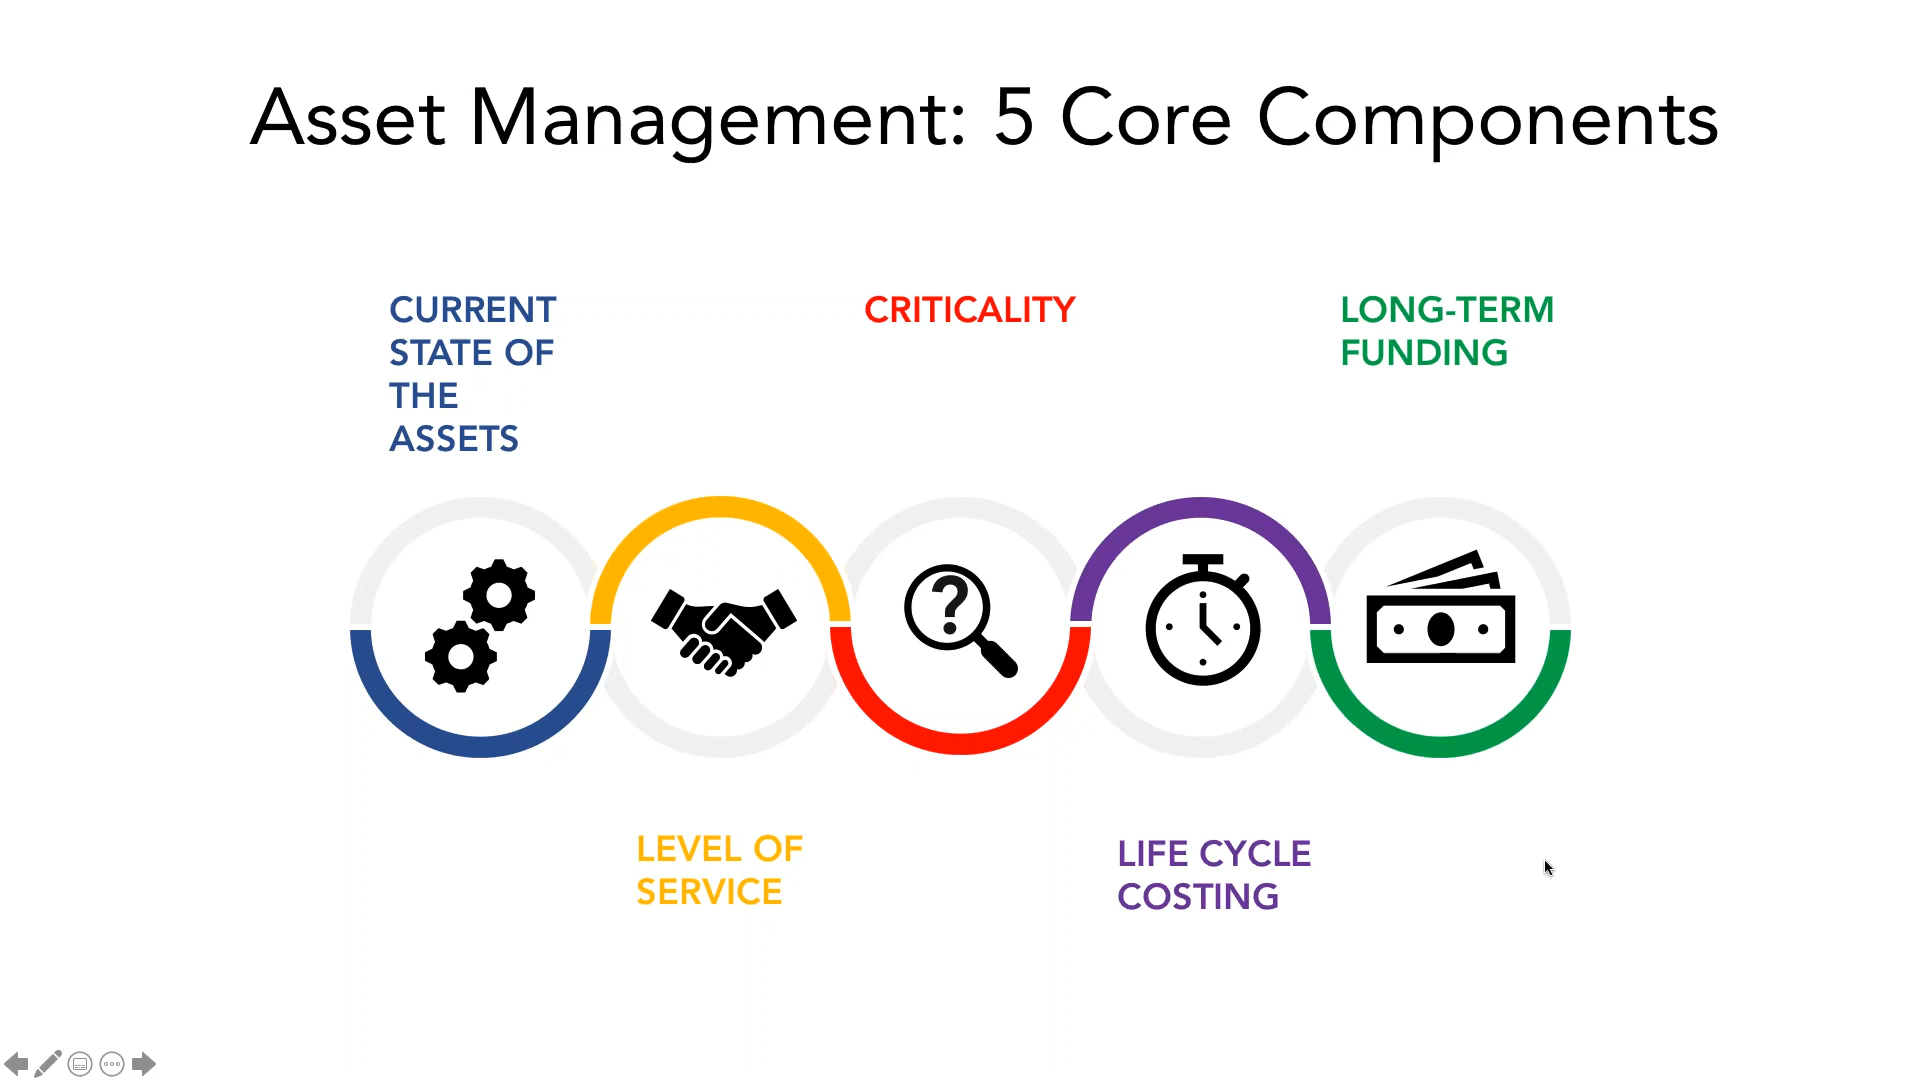 Asset Management: 5 Core Components
CURRENT
STATE OF
THE
ASSETS
CRITICALITY
LONG-TERM
FUNDING
?
LEVEL OF
SERVICE
LIFE CYCLE
COSTING